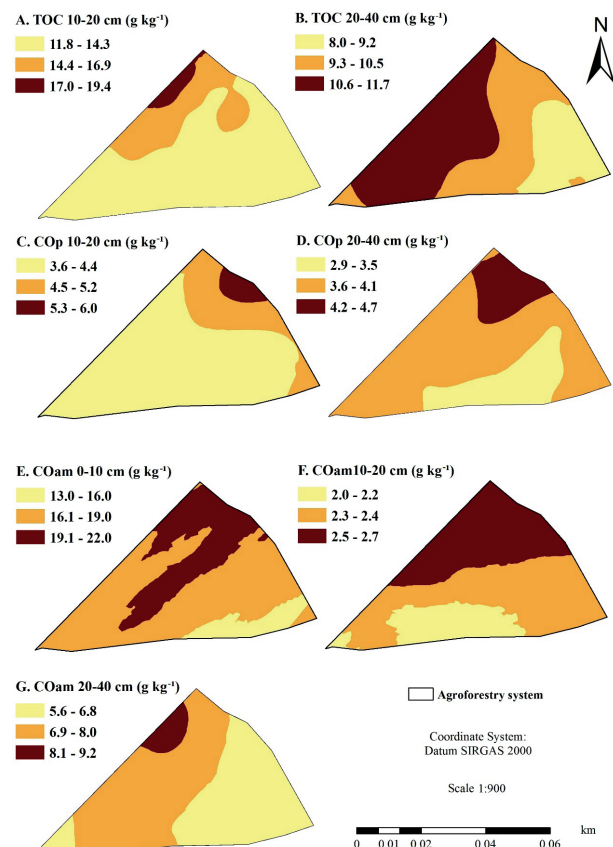 A. TOC 10-20 cm (g kg⁻¹)
11.8 - 14.3
14.4 - 16.9
17.0 - 19.4
B. TOC 20-40 cm (g kg⁻¹)
8.0 - 9.2
9.3 - 10.5
10.6 - 11.7
N
C. COp 10-20 cm (g kg⁻¹)
3.6 - 4.4
4.5 - 5.2
5.3 - 6.0
D. COp 20-40 cm (g kg⁻¹)
2.9 - 3.5
3.6 - 4.1
4.2 - 4.7
E. COam 0-10 cm (g kg⁻¹)
13.0 - 16.0
16.1 - 19.0
19.1 - 22.0
F. COam10-20 cm (g kg⁻¹)
2.0 - 2.2
2.3 - 2.4
2.5 - 2.7
G. COam 20-40 cm (g kg⁻¹)
5.6 - 6.8
6.9 - 8.0
8.1 - 9.2
Agroforestry system
Coordinate System:
Datum SIRGAS 2000
Scale 1:900
km
0 0.01 0.02 0.04 0.06